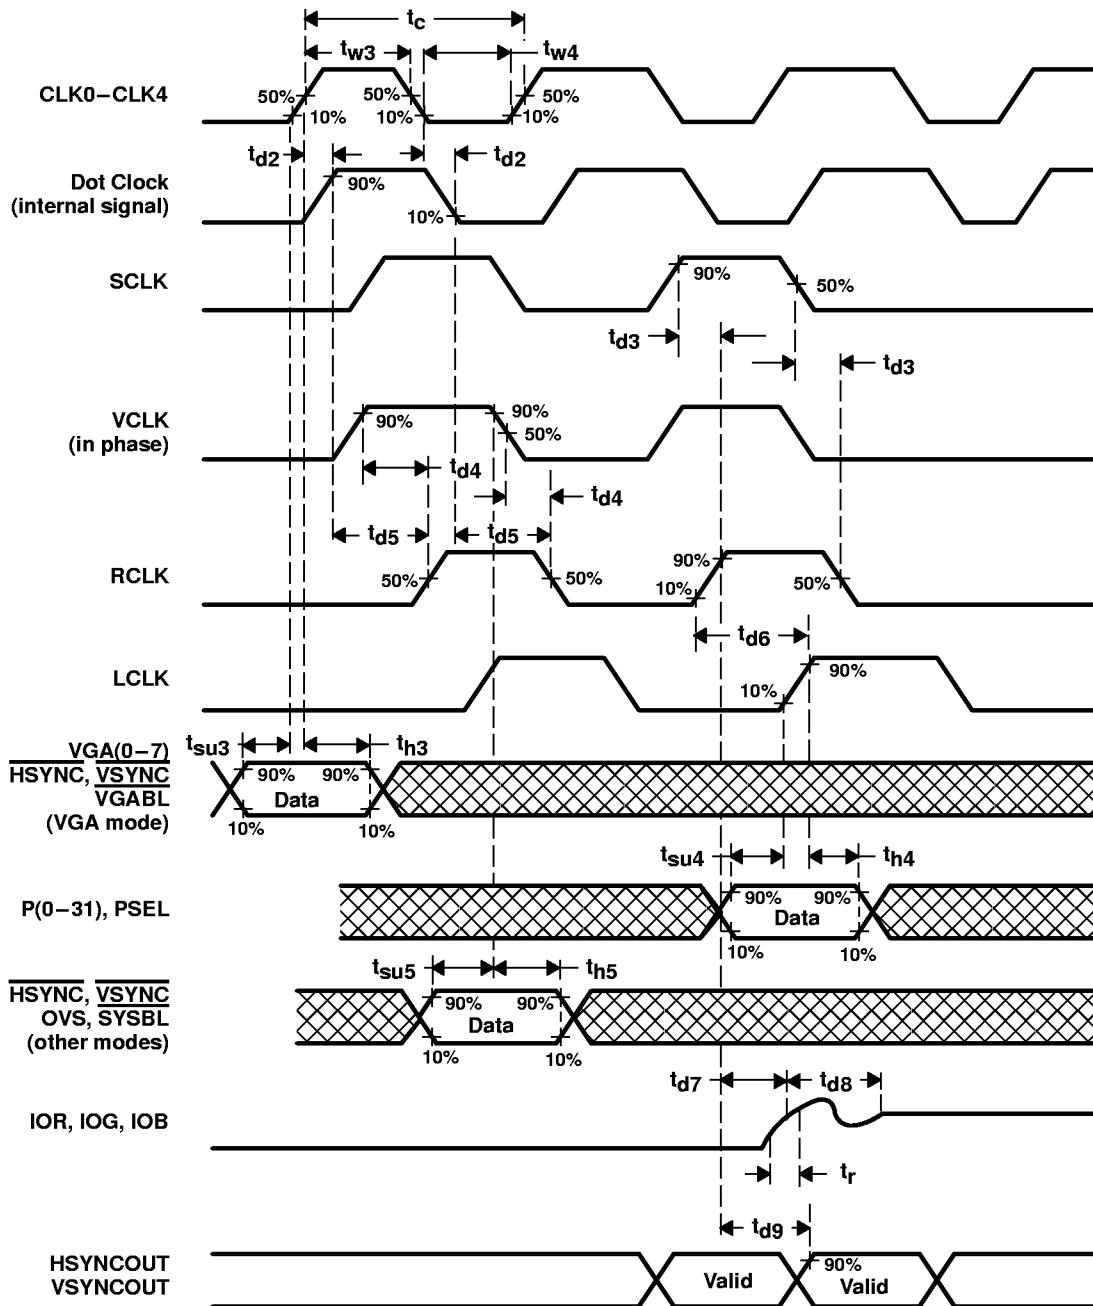 tc
tw3 tw4
CLK0−CLK4 50% 50% 50%
10% 10% 10%
td2 td2
Dot Clock
(internal signal)
90%
10%
SCLK 90% 50%
td3
td3
VCLK
(in phase)
90% 90%
50%
td4
td4
td5 td5
RCLK 50% 50% 90%
10% 50%
td6
LCLK 90%
10%
VGA(0−7) tsu3 th3
HSYNC, VSYNC 90% 90%
VGABL Data
(VGA mode) 10% 10%
tsu4 th4
P(0−31), PSEL 90% 90%
Data
10% 10%
tsu5 th5
HSYNC, VSYNC 90% 90%
OVS, SYSBL Data
(other modes) 10% 10%
td7 td8
IOR, IOG, IOB
tr
td9
HSYNCOUT 90%
VSYNCOUT Valid Valid